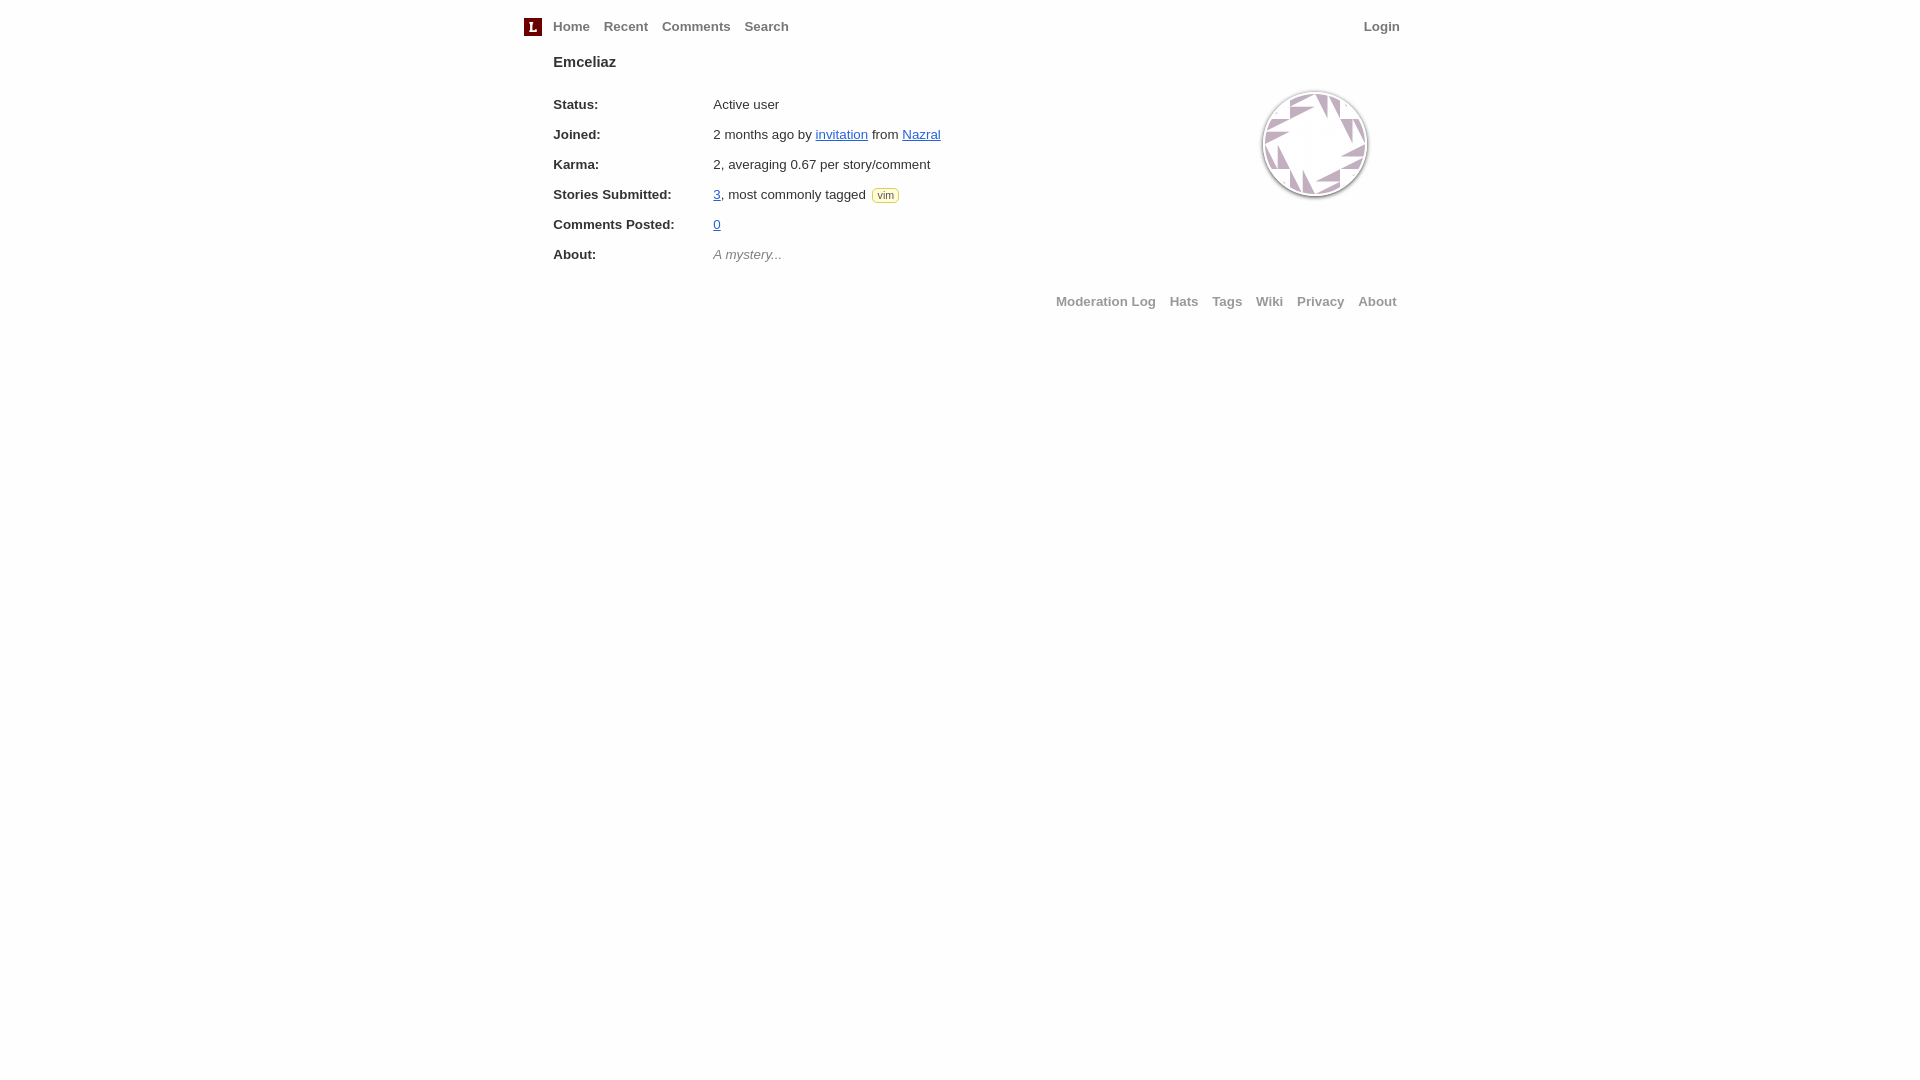 L Home Recent Comments Search Login
Emceliaz
Status: Active user
Joined: 2 months ago by invitation from Nazral
Karma: 2, averaging 0.67 per story/comment
Stories Submitted: 3, most commonly tagged vim
Comments Posted: 0
About: A mystery...
Moderation Log Hats Tags Wiki Privacy About